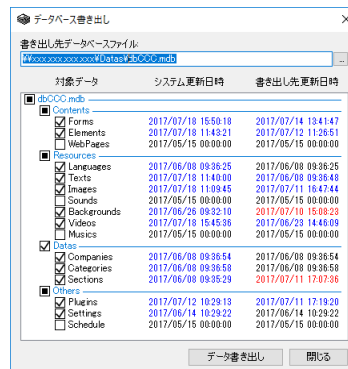 データベース書き出し
書き出し先データベースファイル
¥¥xxxxxxxxxxxx¥Datas¥dbCCC.mdb ...
対象データ システム更新日時 書き出し先更新日時
dbCCC.mdb
Contents
Forms 2017/07/18 15:50:18 2017/07/14 13:41:47
Elements 2017/07/18 11:43:21 2017/07/12 11:26:51
WebPages 2017/05/15 00:00:00 2017/05/15 00:00:00
Resources
Languages 2017/06/08 09:36:25 2017/06/08 09:36:25
Texts 2017/07/18 11:40:00 2017/06/08 09:36:48
Images 2017/07/18 11:09:45 2017/07/11 16:47:44
Sounds 2017/05/15 00:00:00 2017/05/15 00:00:00
Backgrounds 2017/06/26 09:32:10 2017/07/10 15:08:23
Videos 2017/07/18 15:45:36 2017/06/23 14:46:09
Musics 2017/05/15 00:00:00 2017/05/15 00:00:00
Datas
Companies 2017/06/08 09:36:54 2017/06/08 09:36:54
Categories 2017/06/08 09:36:58 2017/06/08 09:36:58
Sections 2017/06/08 09:35:29 2017/07/11 17:07:36
Others
Plugins 2017/07/12 10:29:13 2017/07/11 17:19:20
Settings 2017/06/14 10:29:22 2017/06/14 10:29:22
Schedule 2017/05/15 00:00:00 2017/05/15 00:00:00
データ書き出し 閉じる